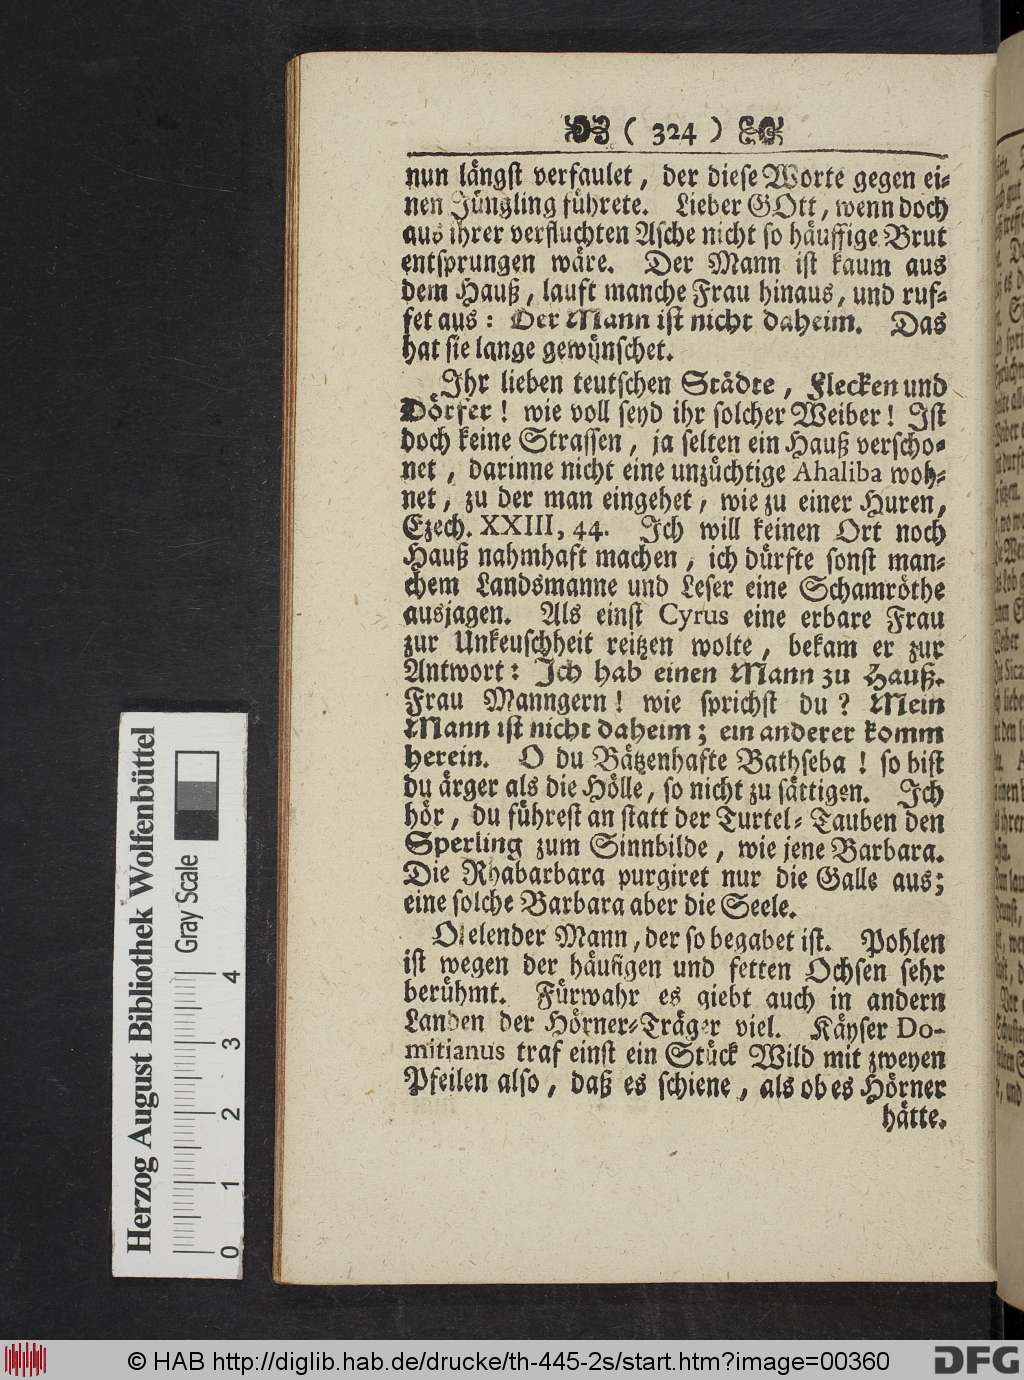 ( 324 )
nun längst verfaulet, der diese Worte gegen ei-
nen Jüngling führete. Lieber GOtt, wenn doch
aus ihrer verfluchten Asche nicht so häuffige Brut
entsprungen wäre. Der Mann ist kaum aus
dem Hauß, lauft manche Frau hinaus, und ruf-
fet aus: Der Mann ist nicht daheim. Das
hat sie lange gewünschet.
Ihr lieben teutschen Städte, Flecken und
Dörfer! wie voll seyd ihr solcher Weiber! Ist
doch keine Strassen, ja selten ein Hauß verscho-
net, darinne nicht eine unzüchtige Ahaliba woh-
net, zu der man eingehet, wie zu einer Huren,
Ezech. XXIII, 44. Ich will keinen Ort noch
Hauß nahmhaft machen, ich dürfte sonst man-
chem Landsmanne und Leser eine Schamröthe
ausjagen. Als einst Cyrus eine erbare Frau
zur Unkeuschheit reitzen wolte, bekam er zur
Antwort: Ich hab einen Mann zu Hauß.
Frau Manngern! wie sprichst du? Mein
Mann ist nicht daheim; ein anderer komm
herein. O du Bätzenhafte Bathseba! so bist
du ärger als die Hölle, so nicht zu sättigen. Ich
hör, du führest an statt der Turtel-Tauben den
Sperling zum Sinnbilde, wie jene Barbara.
Die Rhabarbara purgiret nur die Galle aus;
eine solche Barbara aber die Seele.
O elender Mann, der so begabet ist. Pohlen
ist wegen der häufigen und fetten Ochsen sehr
berühmt. Fürwahr es giebt auch in andern
Landen der Hörner-Träger viel. Käyser Do-
mitianus traf einst ein Stück Wild mit zweyen
Pfeilen also, daß es schiene, als ob es Hörner
hätte.
Herzog August Bibliothek Wolfenbüttel
Gray Scale
0 1 2 3 4
© HAB http://diglib.hab.de/drucke/th-445-2s/start.htm?image=00360
DFG